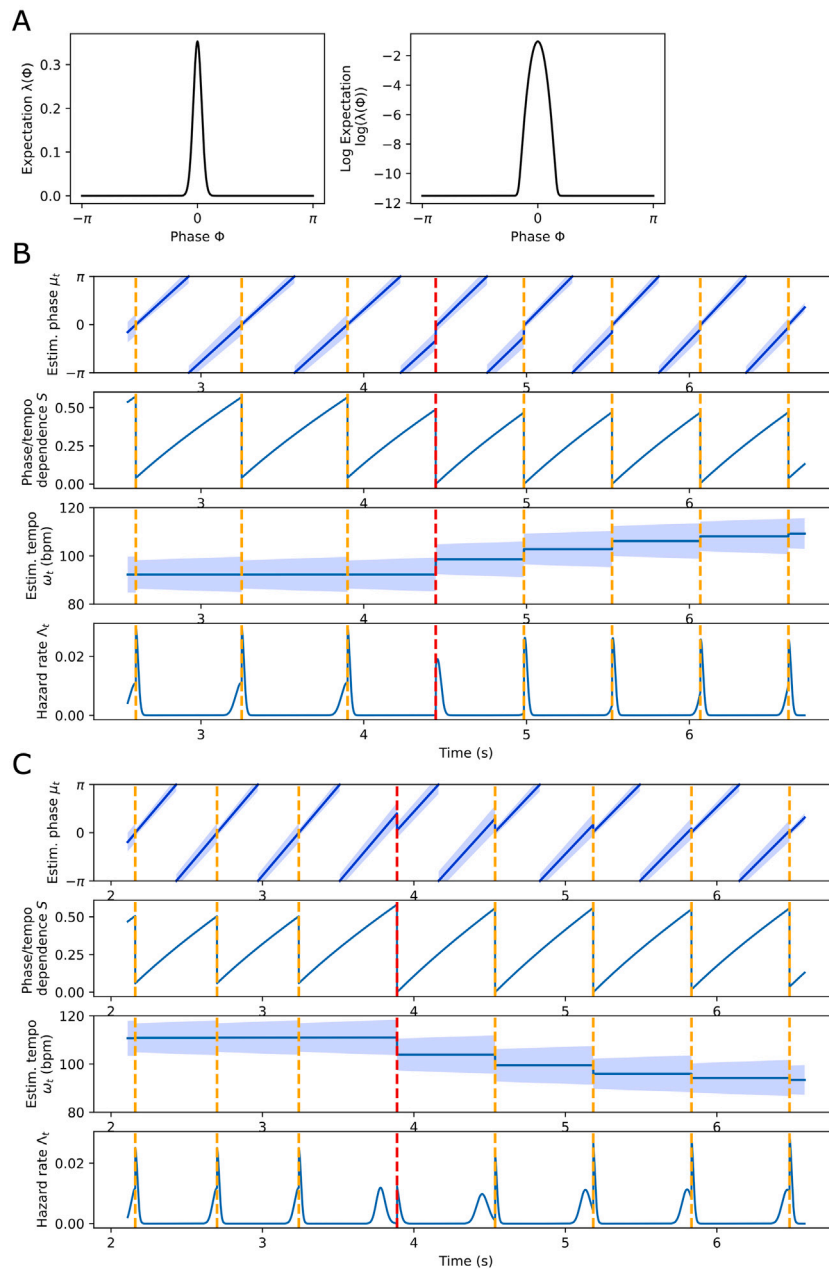 A
Expectation λ(Φ)
0.3
0.2
0.1
0.0
−π
0
π
Phase Φ
Log Expectation
log(λ(Φ))
−2
−4
−6
−8
−10
−12
−π
0
π
Phase Φ
B
Estim. phase μt
π
0
−π
3
4
5
6
Phase/tempo
dependence S
0.50
0.25
0.00
3
4
5
6
Estim. tempo
ωt (bpm)
120
100
80
3
4
5
6
Hazard rate Λt
0.02
0.00
3
4
5
6
Time (s)
C
Estim. phase μt
π
0
−π
2
3
4
5
6
Phase/tempo
dependence S
0.50
0.25
0.00
2
3
4
5
6
Estim. tempo
ωt (bpm)
120
100
80
2
3
4
5
6
Hazard rate Λt
0.02
0.00
2
3
4
5
6
Time (s)